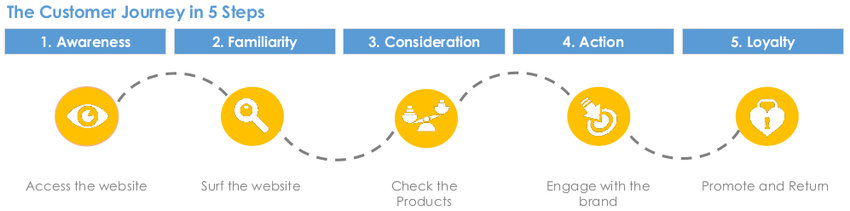 The Customer Journey in 5 Steps
1. Awareness
2. Familiarity
3. Consideration
4. Action
5. Loyalty
Access the website
Surf the website
Check the
Products
Engage with the
brand
Promote and Return